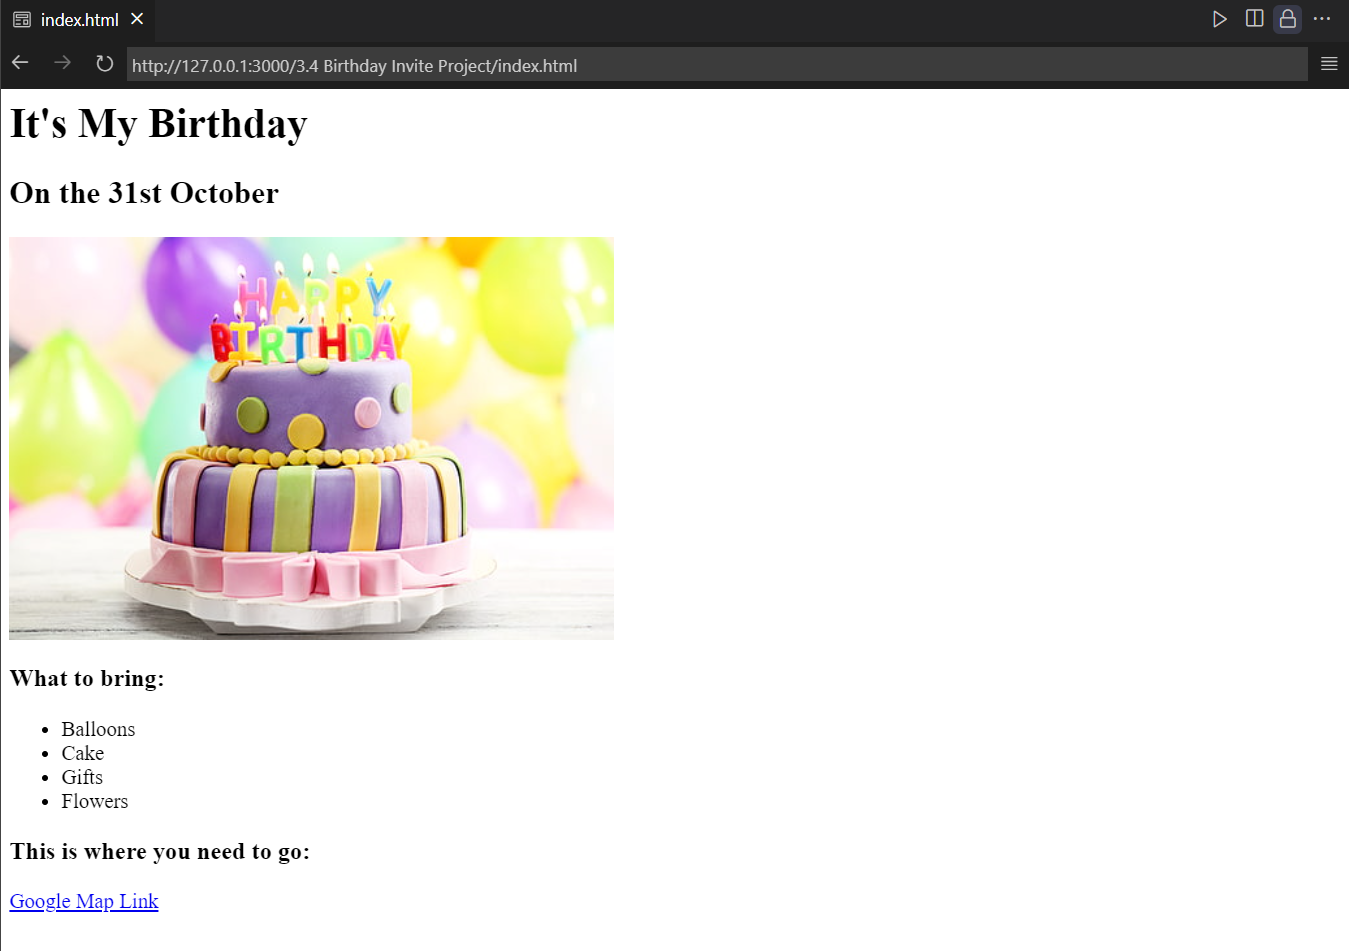 index.html
http://127.0.0.1:3000/3.4 Birthday Invite Project/index.html
It's My Birthday
On the 31st October
HAPPY
BIRTHDAY
What to bring:
Balloons
Cake
Gifts
Flowers
This is where you need to go:
Google Map Link